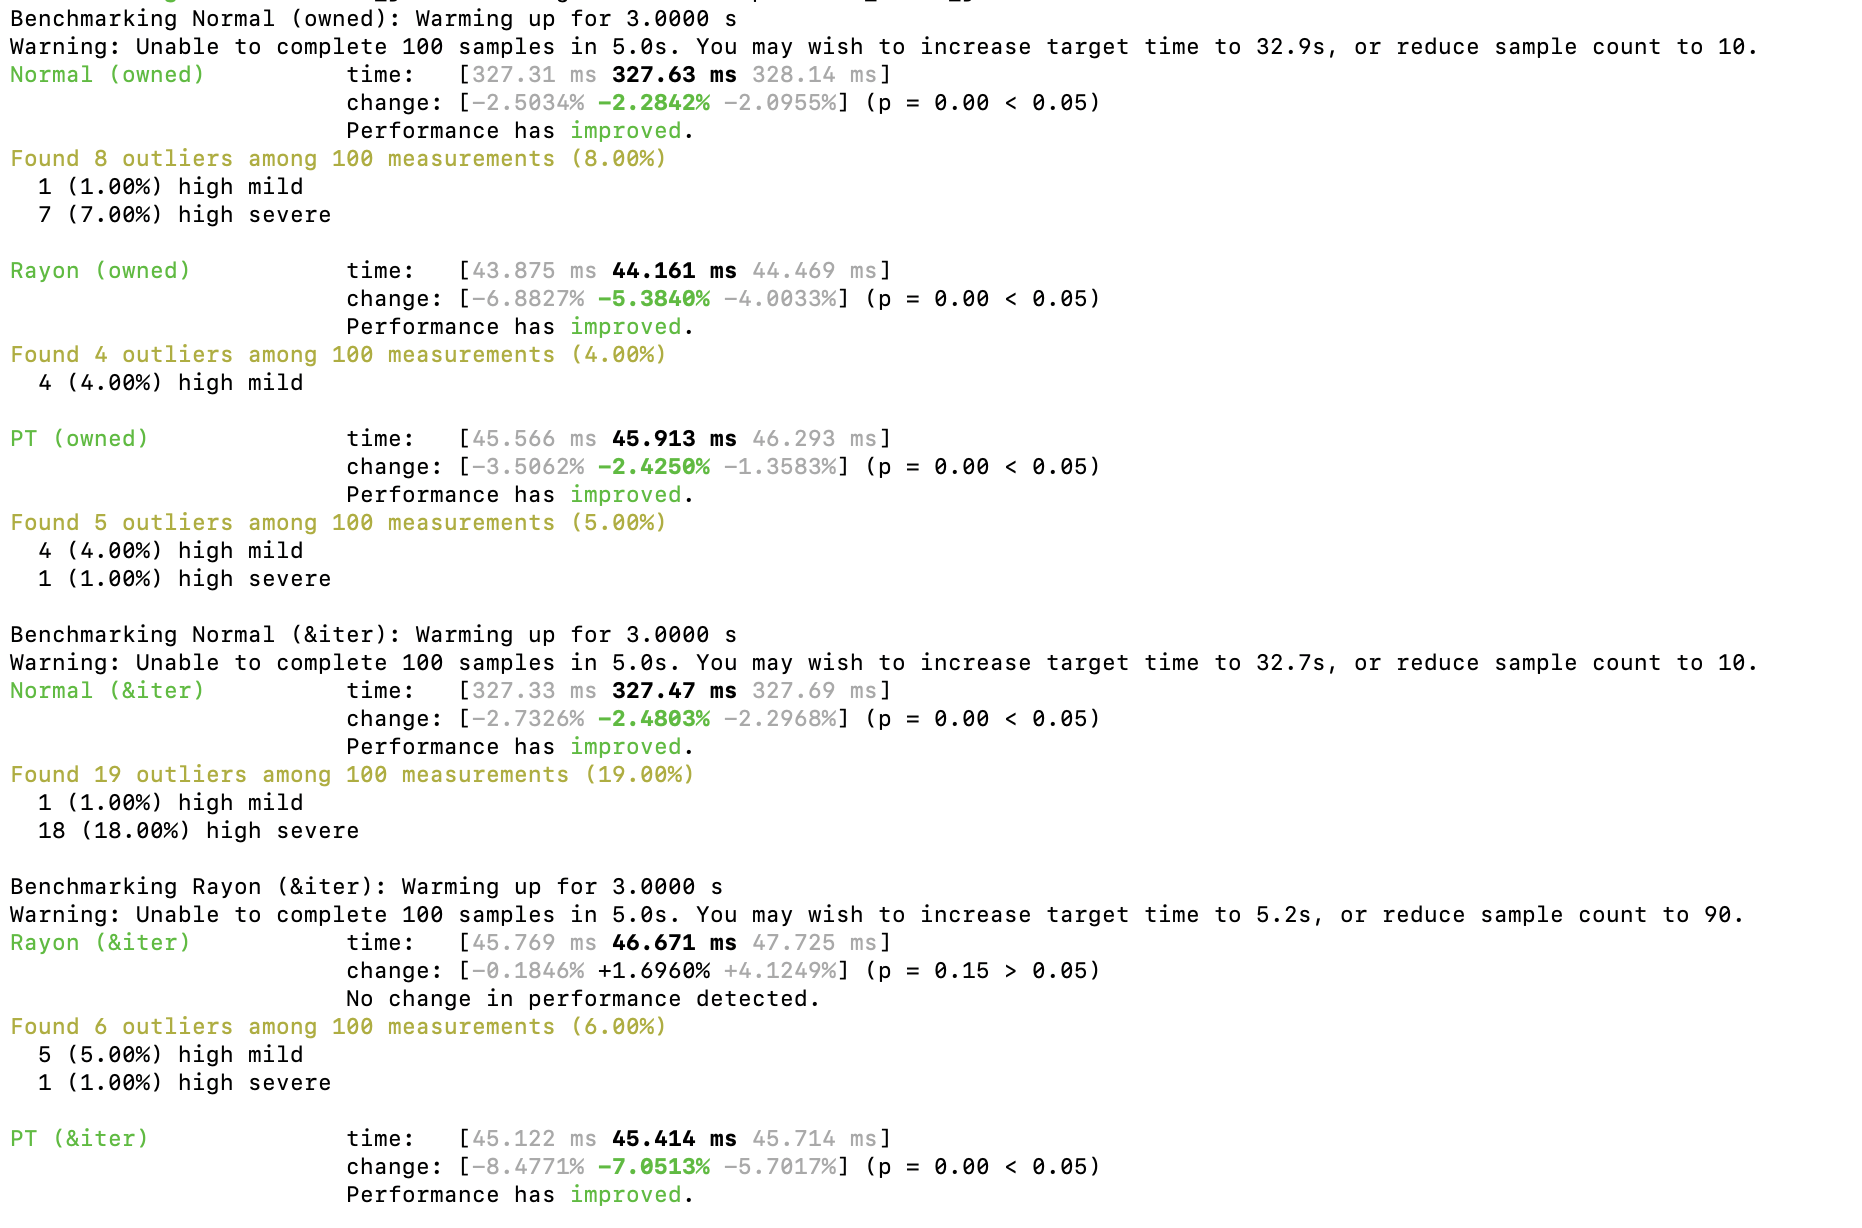 Benchmarking Normal (owned): Warming up for 3.0000 s
Warning: Unable to complete 100 samples in 5.0s. You may wish to increase target time to 32.9s, or reduce sample count to 10.
Normal (owned)          time:   [327.31 ms 327.63 ms 328.14 ms]
                        change: [−2.5034% −2.2842% −2.0955%] (p = 0.00 < 0.05)
                        Performance has improved.
Found 8 outliers among 100 measurements (8.00%)
  1 (1.00%) high mild
  7 (7.00%) high severe

Rayon (owned)           time:   [43.875 ms 44.161 ms 44.469 ms]
                        change: [−6.8827% −5.3840% −4.0033%] (p = 0.00 < 0.05)
                        Performance has improved.
Found 4 outliers among 100 measurements (4.00%)
  4 (4.00%) high mild

PT (owned)              time:   [45.566 ms 45.913 ms 46.293 ms]
                        change: [−3.5062% −2.4250% −1.3583%] (p = 0.00 < 0.05)
                        Performance has improved.
Found 5 outliers among 100 measurements (5.00%)
  4 (4.00%) high mild
  1 (1.00%) high severe

Benchmarking Normal (&iter): Warming up for 3.0000 s
Warning: Unable to complete 100 samples in 5.0s. You may wish to increase target time to 32.7s, or reduce sample count to 10.
Normal (&iter)          time:   [327.33 ms 327.47 ms 327.69 ms]
                        change: [−2.7326% −2.4803% −2.2968%] (p = 0.00 < 0.05)
                        Performance has improved.
Found 19 outliers among 100 measurements (19.00%)
  1 (1.00%) high mild
  18 (18.00%) high severe

Benchmarking Rayon (&iter): Warming up for 3.0000 s
Warning: Unable to complete 100 samples in 5.0s. You may wish to increase target time to 5.2s, or reduce sample count to 90.
Rayon (&iter)           time:   [45.769 ms 46.671 ms 47.725 ms]
                        change: [−0.1846% +1.6960% +4.1249%] (p = 0.15 > 0.05)
                        No change in performance detected.
Found 6 outliers among 100 measurements (6.00%)
  5 (5.00%) high mild
  1 (1.00%) high severe

PT (&iter)              time:   [45.122 ms 45.414 ms 45.714 ms]
                        change: [−8.4771% −7.0513% −5.7017%] (p = 0.00 < 0.05)
                        Performance has improved.